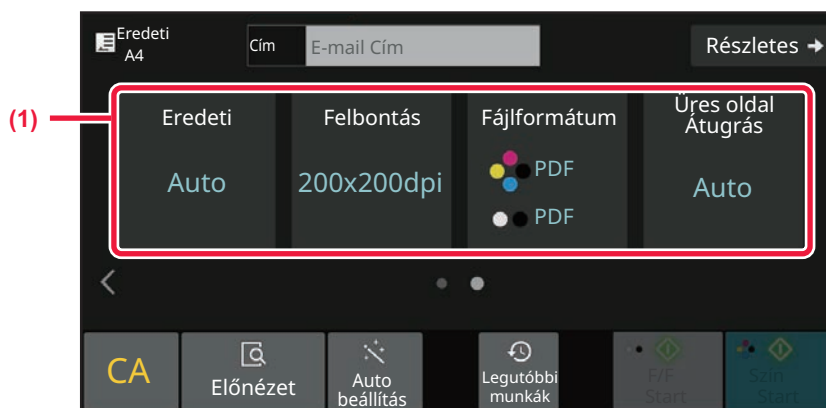 Eredeti
A4
Cím
E-mail Cím
Részletes
(1)
Eredeti
Auto
Felbontás
200x200dpi
Fájlformátum
PDF
PDF
Üres oldal
Átugrás
Auto
CA
Előnézet
Auto
beállítás
Legutóbbi
munkák
F/F
Start
Szín
Start